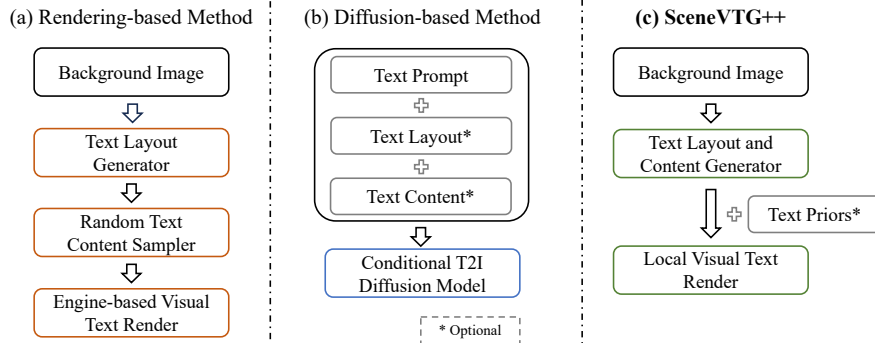 (a) Rendering-based Method
Background Image
Text Layout
Generator
Random Text
Content Sampler
Engine-based Visual
Text Render
(b) Diffusion-based Method
Text Prompt
Text Layout*
Text Content*
Conditional T2I
Diffusion Model
* Optional
(c) SceneVTG++
Background Image
Text Layout and
Content Generator
Text Priors*
Local Visual Text
Render